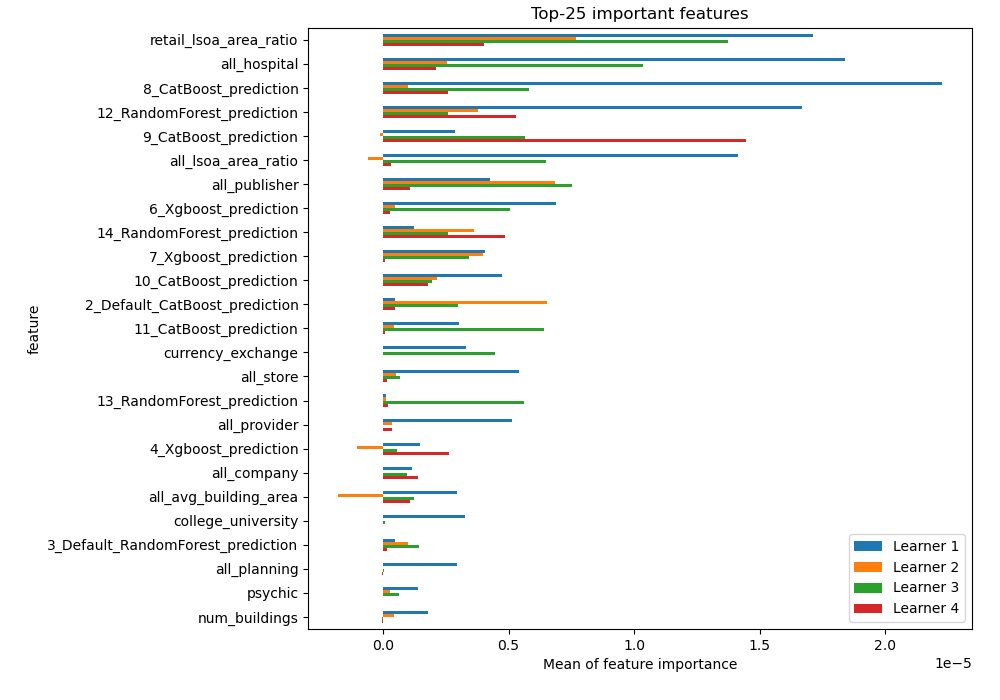 Top-25 important features
retail_lsoa_area_ratio
all_hospital
8_CatBoost_prediction
12_RandomForest_prediction
9_CatBoost_prediction
all_lsoa_area_ratio
all_publisher
6_Xgboost_prediction
14_RandomForest_prediction
7_Xgboost_prediction
10_CatBoost_prediction
2_Default_CatBoost_prediction
11_CatBoost_prediction
currency_exchange
all_store
13_RandomForest_prediction
all_provider
4_Xgboost_prediction
all_company
all_avg_building_area
college_university
3_Default_RandomForest_prediction
all_planning
psychic
num_buildings
feature
Learner 1
Learner 2
Learner 3
Learner 4
0.0 0.5 1.0 1.5 2.0
Mean of feature importance
1e−5